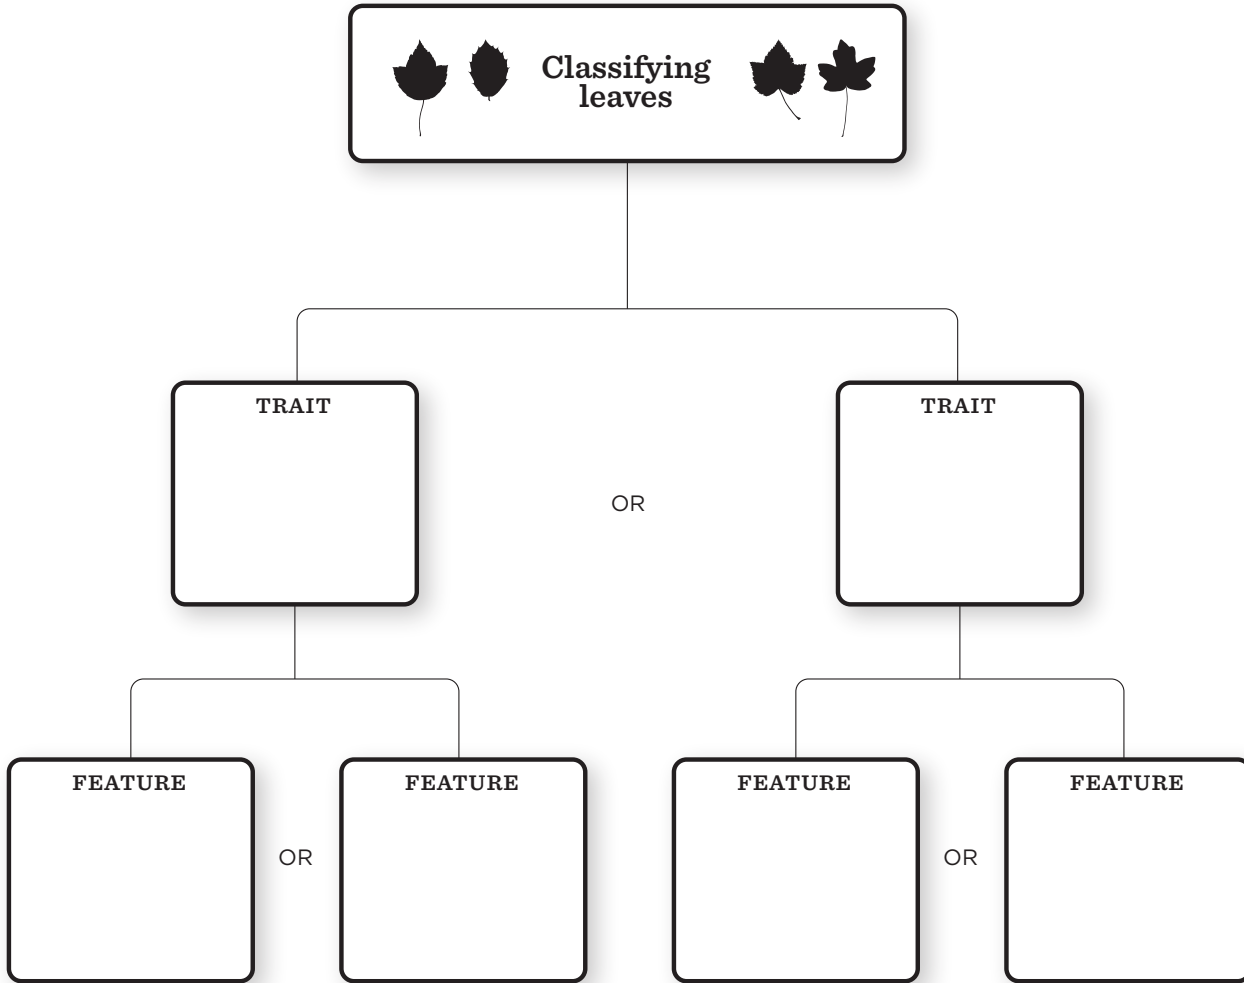 Classifying
leaves
TRAIT
OR
TRAIT
FEATURE
OR
FEATURE
FEATURE
OR
FEATURE